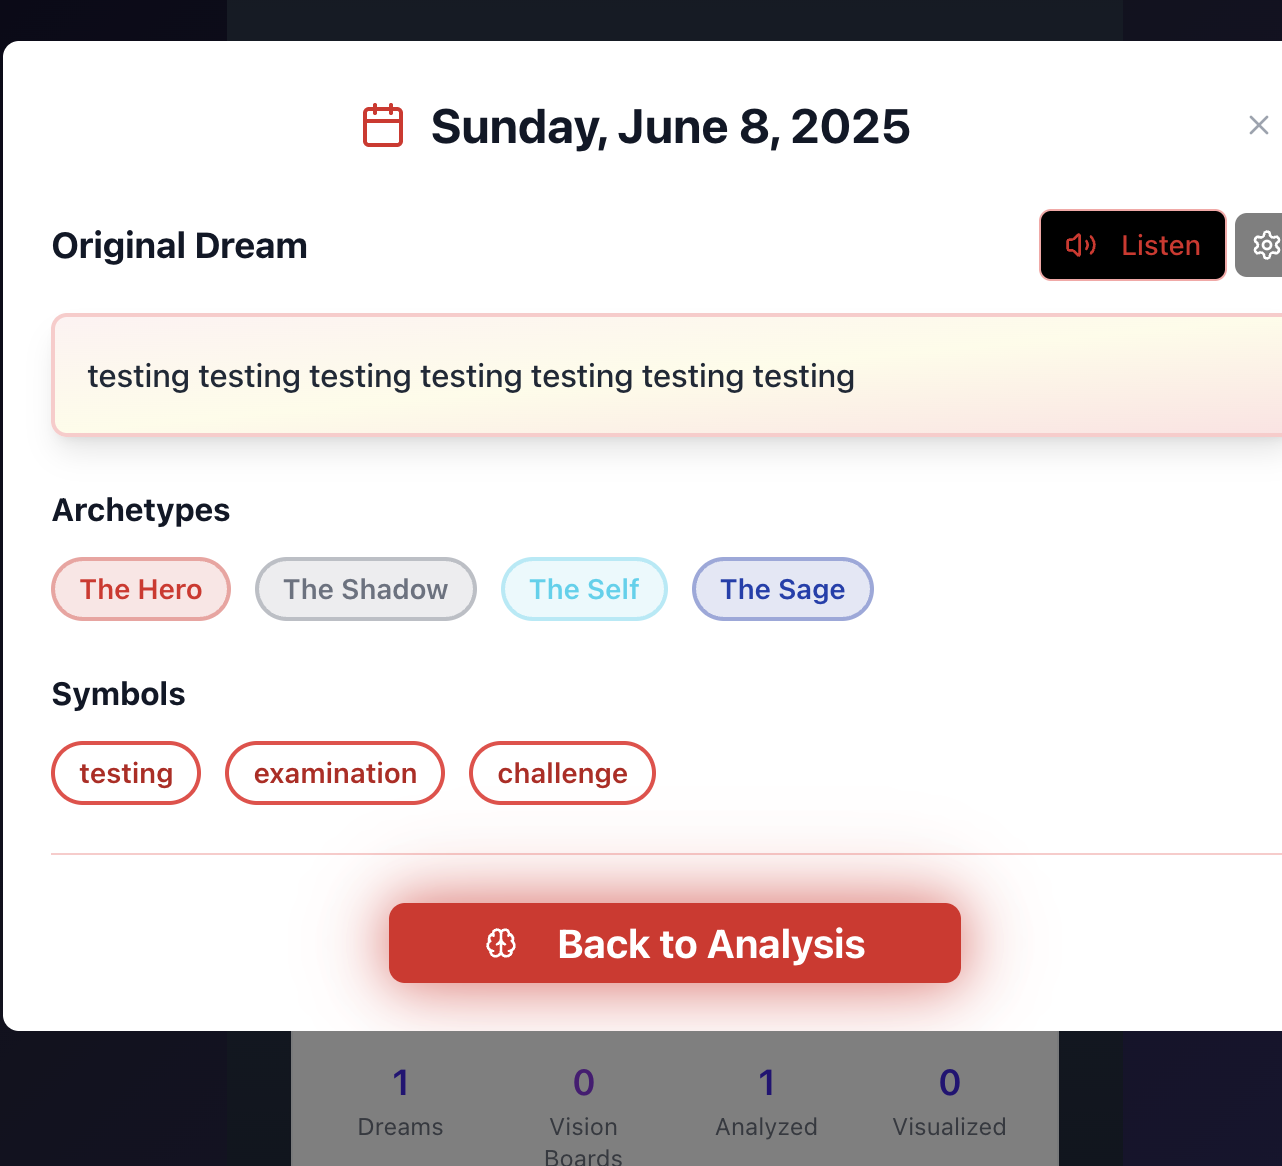 Sunday, June 8, 2025
Original Dream
Listen
testing testing testing testing testing testing testing
Archetypes
The Hero The Shadow The Self The Sage
Symbols
testing examination challenge
Back to Analysis
1 0 1 0
Dreams Vision Analyzed Visualized
Boards